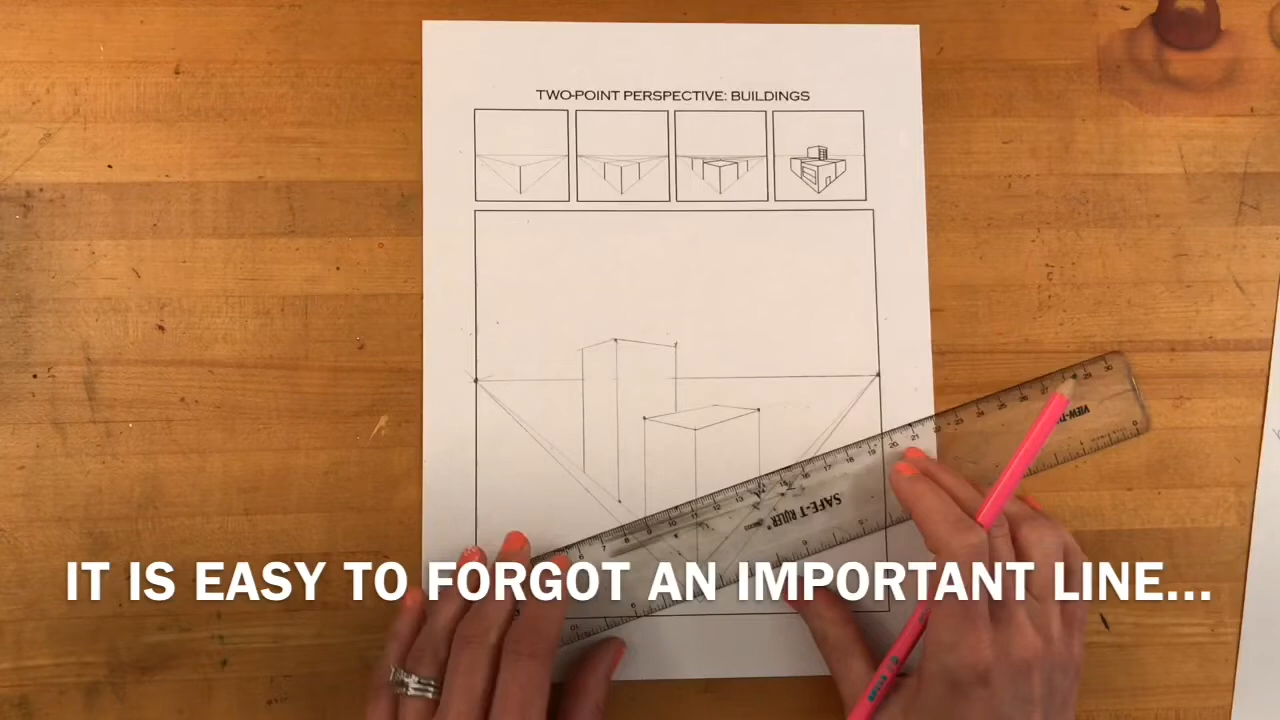 TWO-POINT PERSPECTIVE: BUILDINGS
SAFE-T RULER
IT IS EASY TO FORGOT AN IMPORTANT LINE...